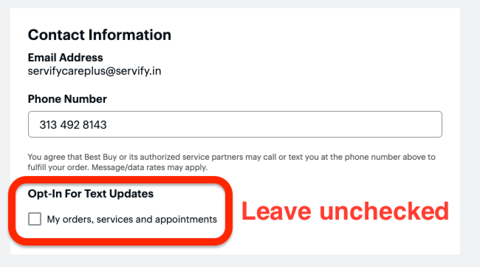 Contact Information
Email Address
servifycareplus@servify.in
Phone Number
313 492 8143
You agree that Best Buy or its authorized service partners may call or text you at the phone number above to
fulfill your order. Message/data rates may apply.
Opt-In For Text Updates
My orders, services and appointments
Leave unchecked